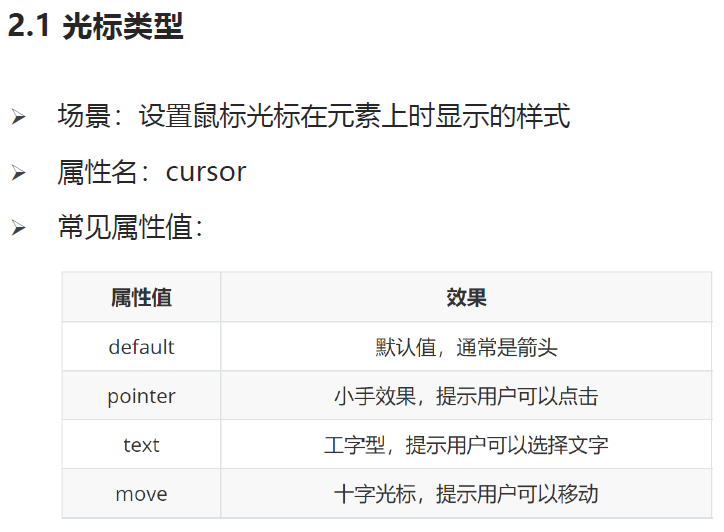 2.1 光标类型
场景：设置鼠标光标在元素上时显示的样式
属性名：cursor
常见属性值：
属性值 效果
default 默认值，通常是箭头
pointer 小手效果，提示用户可以点击
text 工字型，提示用户可以选择文字
move 十字光标，提示用户可以移动